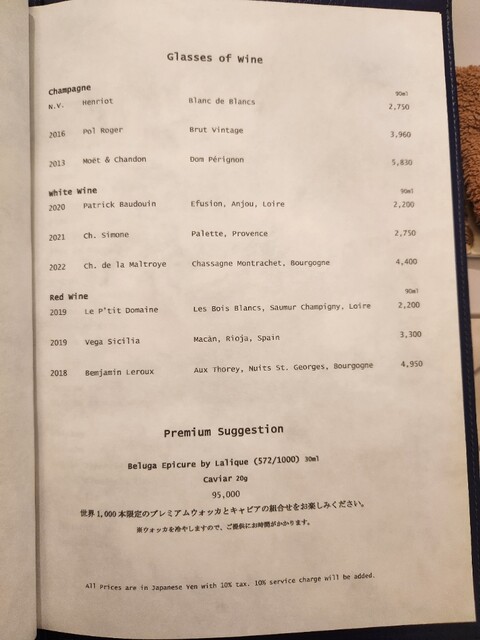 Glasses of Wine
Champagne 90ml
N.V. Henriot Blanc de Blancs 2,750
2016 Pol Roger Brut Vintage 3,960
2013 Moët & Chandon Dom Pérignon 5,830
White Wine 90ml
2020 Patrick Baudouin Efusion, Anjou, Loire 2,200
2021 Ch. Simone Palette, Provence 2,750
2022 Ch. de la Maltroye Chassagne Montrachet, Bourgogne 4,400
Red Wine 90ml
2019 Le P'tit Domaine Les Bois Blancs, Saumur Champigny, Loire 2,200
2019 Vega Sicilia Macàn, Rioja, Spain 3,300
2018 Bemjamin Leroux Aux Thorey, Nuits St. Georges, Bourgogne 4,950
Premium Suggestion
Beluga Epicure by Lalique (572/1000) 30ml
Caviar 20g
95,000
世界1,000本限定のプレミアムウォッカとキャビアの組合せをお楽しみください。
※ウォッカを冷やしますので、ご提供にお時間がかかります。
All Prices are in Japanese Yen with 10% tax. 10% service charge will be added.